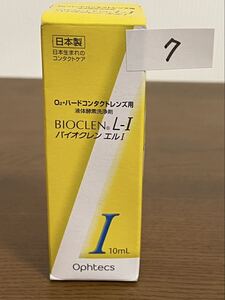 7
日本製
日本生まれの
コンタクトケア
O₂・ハードコンタクトレンズ用
液体酵素洗浄剤
BIOCLEN® L-I
バイオクレン エルI
I
10mL
Ophtecs